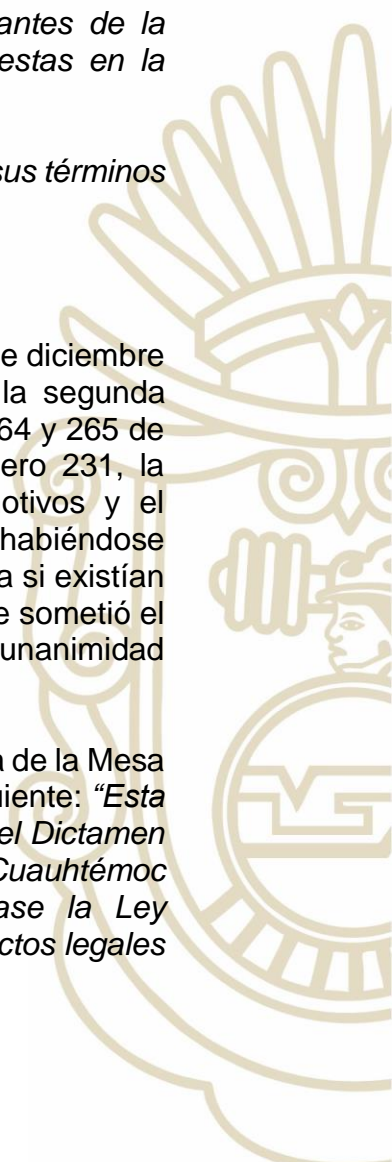 antes de la
estas en la
sus términos
e diciembre
la segunda
64 y 265 de
ero 231, la
otivos y el
habiéndose
a si existían
e sometió el
unanimidad
a de la Mesa
uiente: “Esta
el Dictamen
Cuauhtémoc
ase la Ley
ctos legales